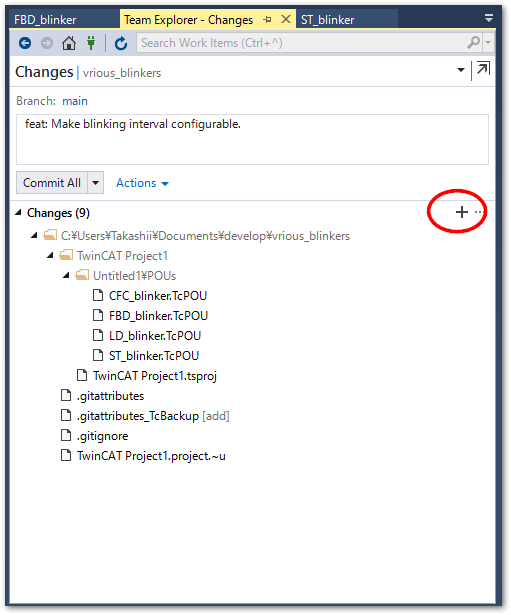 FBD_blinker Team Explorer - Changes ST_blinker
Search Work Items (Ctrl+^)
Changes | vrious_blinkers
Branch: main
feat: Make blinking interval configurable.
Commit All Actions
Changes (9)
C:¥Users¥Takashii¥Documents¥develop¥vrious_blinkers
TwinCAT Project1
Untitled1¥POUs
CFC_blinker.TcPOU
FBD_blinker.TcPOU
LD_blinker.TcPOU
ST_blinker.TcPOU
TwinCAT Project1.tsproj
.gitattributes
.gitattributes_TcBackup [add]
.gitignore
TwinCAT Project1.project.~u